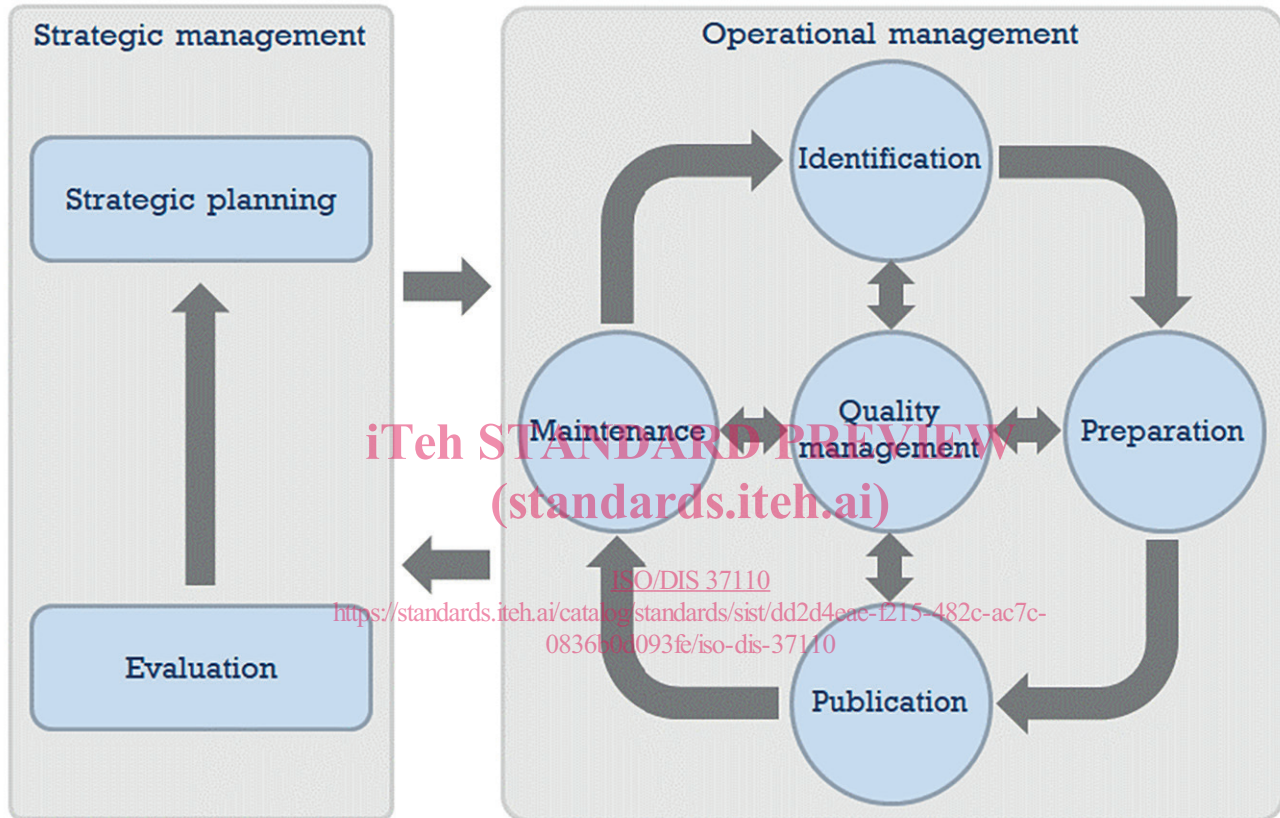 Strategic management
Strategic planning
Evaluation
Operational management
Identification
Maintenance
Quality
management
Preparation
Publication
iTeh STANDARD PREVIEW
(standards.iteh.ai)
ISO/DIS 37110
https://standards.iteh.ai/catalog/standards/sist/dd2d4eae-f215-482c-ac7c-
0836b0d093fe/iso-dis-37110